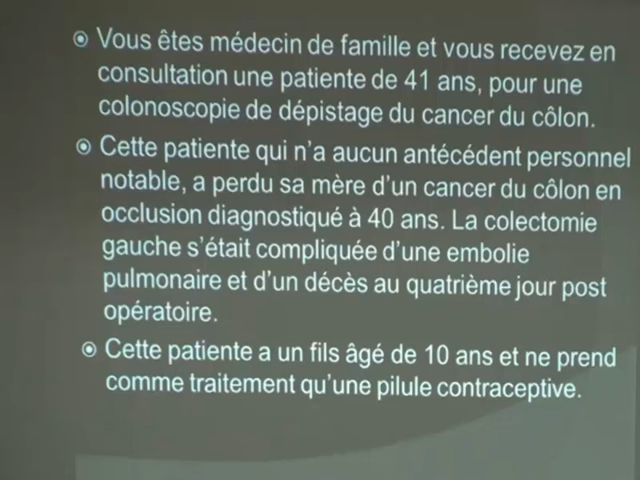 Vous êtes médecin de famille et vous recevez en
consultation une patiente de 41 ans, pour une
colonoscopie de dépistage du cancer du côlon.
Cette patiente qui n'a aucun antécédent personnel
notable, a perdu sa mère d'un cancer du côlon en
occlusion diagnostiqué à 40 ans. La colectomie
gauche s'était compliquée d'une embolie
pulmonaire et d'un décès au quatrième jour post
opératoire.
Cette patiente a un fils âgé de 10 ans et ne prend
comme traitement qu'une pilule contraceptive.